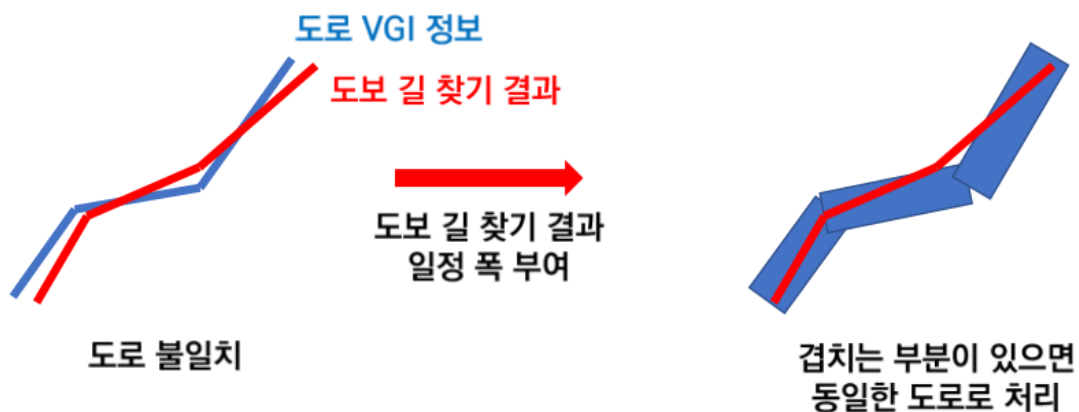 도로 VGI 정보
도보 길 찾기 결과
도보 길 찾기 결과
일정 폭 부여
도로 불일치
겹치는 부분이 있으면
동일한 도로로 처리